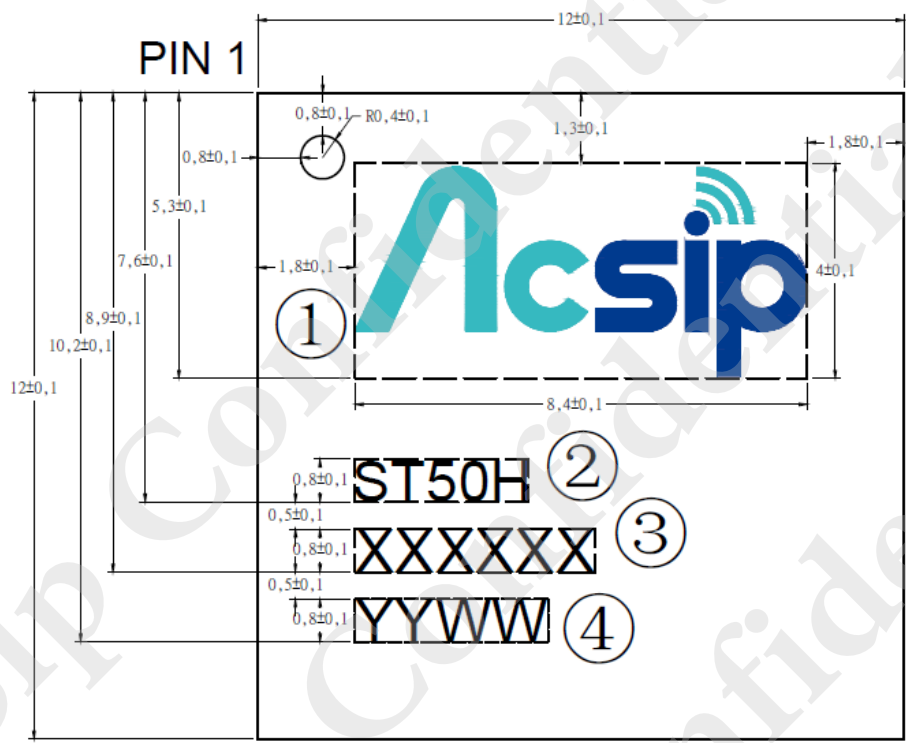 12±0,1
PIN 1
0,8±0,1
R0,4±0,1
1,3±0,1
1,8±0,1
0,8±0,1
5,3±0,1
7,6±0,1
1,8±0,1
4±0,1
Acsip
①
8,9±0,1
10,2±0,1
12±0,1
8,4±0,1
②
0,8±0,1
ST50H
0,5±0,1
③
0,8±0,1
XXXXXX
0,5±0,1
0,8±0,1
YYWW
④
Acsip Confidential
Confidential